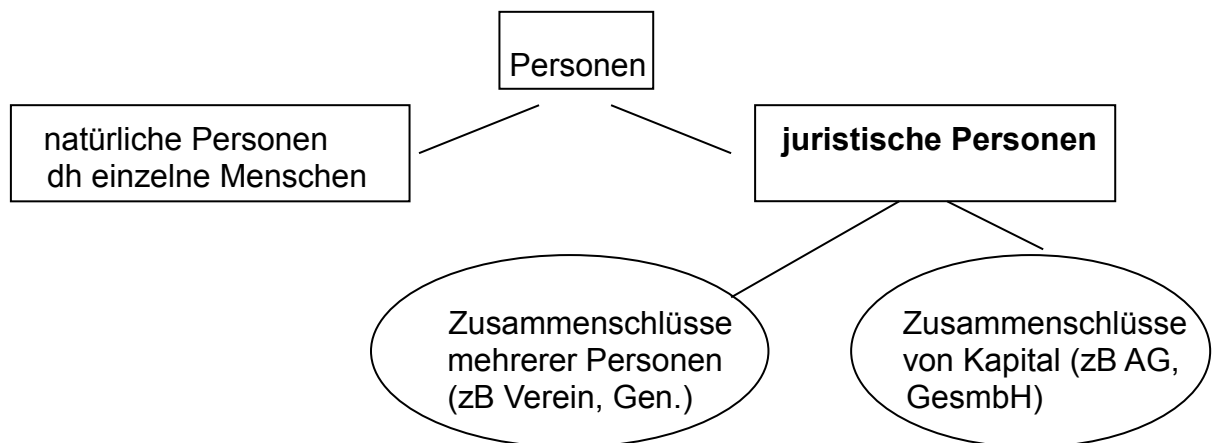 Personen
natürliche Personen
dh einzelne Menschen
juristische Personen
Zusammenschlüsse
mehrerer Personen
(zB Verein, Gen.)
Zusammenschlüsse
von Kapital (zB AG,
GesmbH)